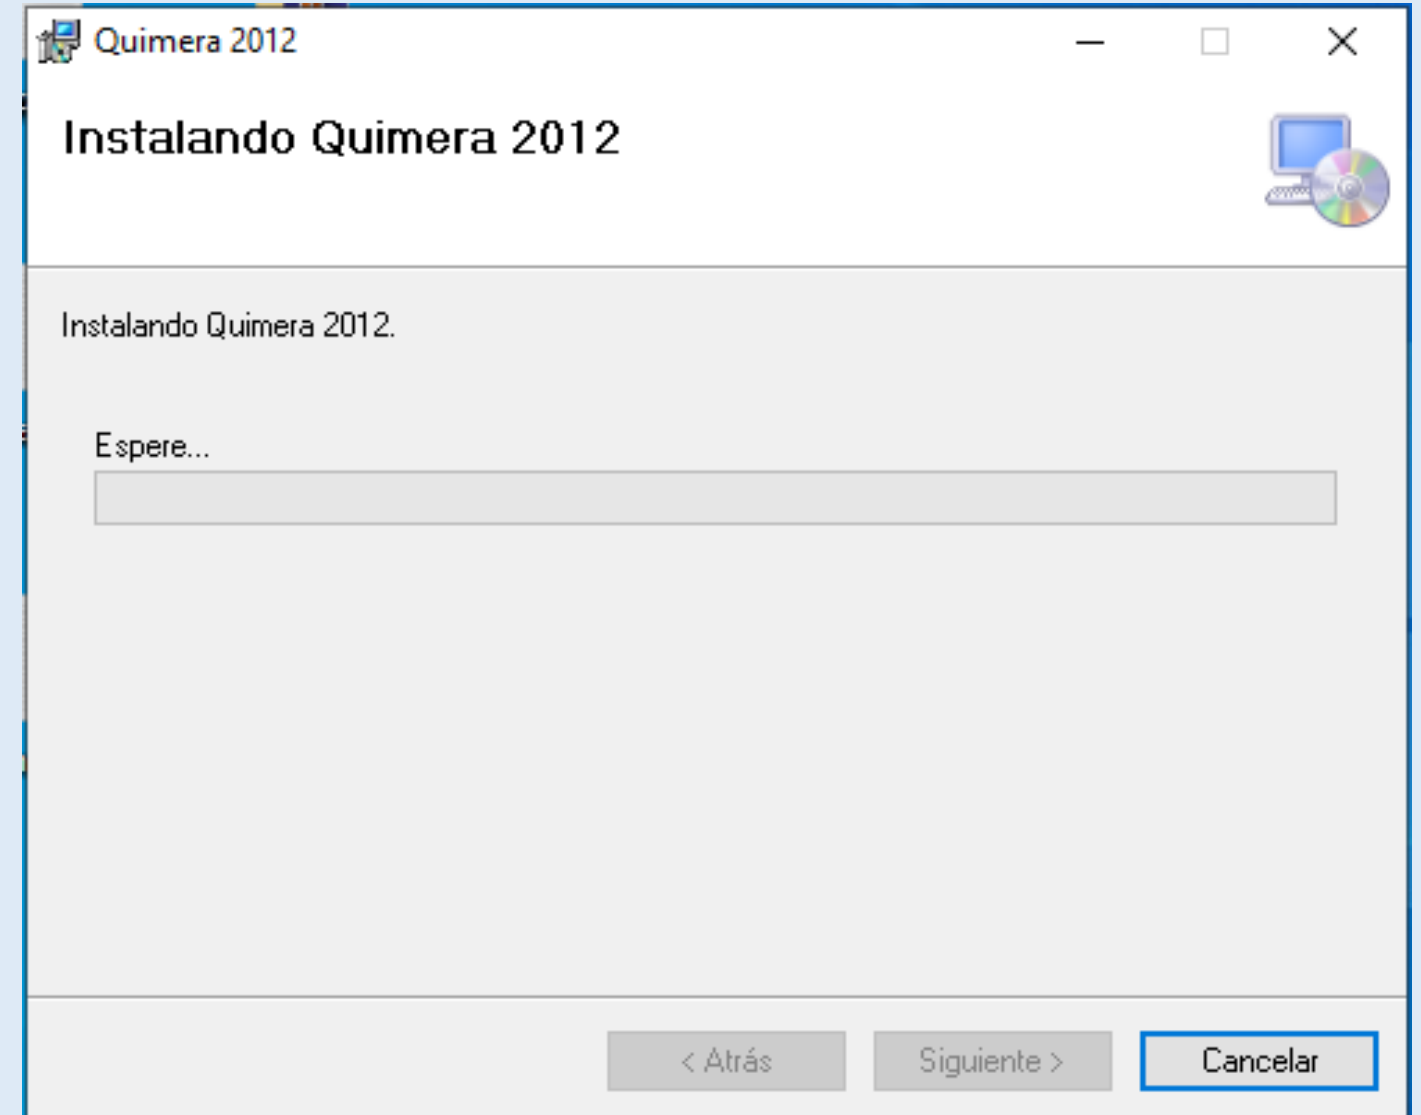 Quimera 2012
Instalando Quimera 2012
Instalando Quimera 2012.
Espere...
< Atrás
Siguiente >
Cancelar